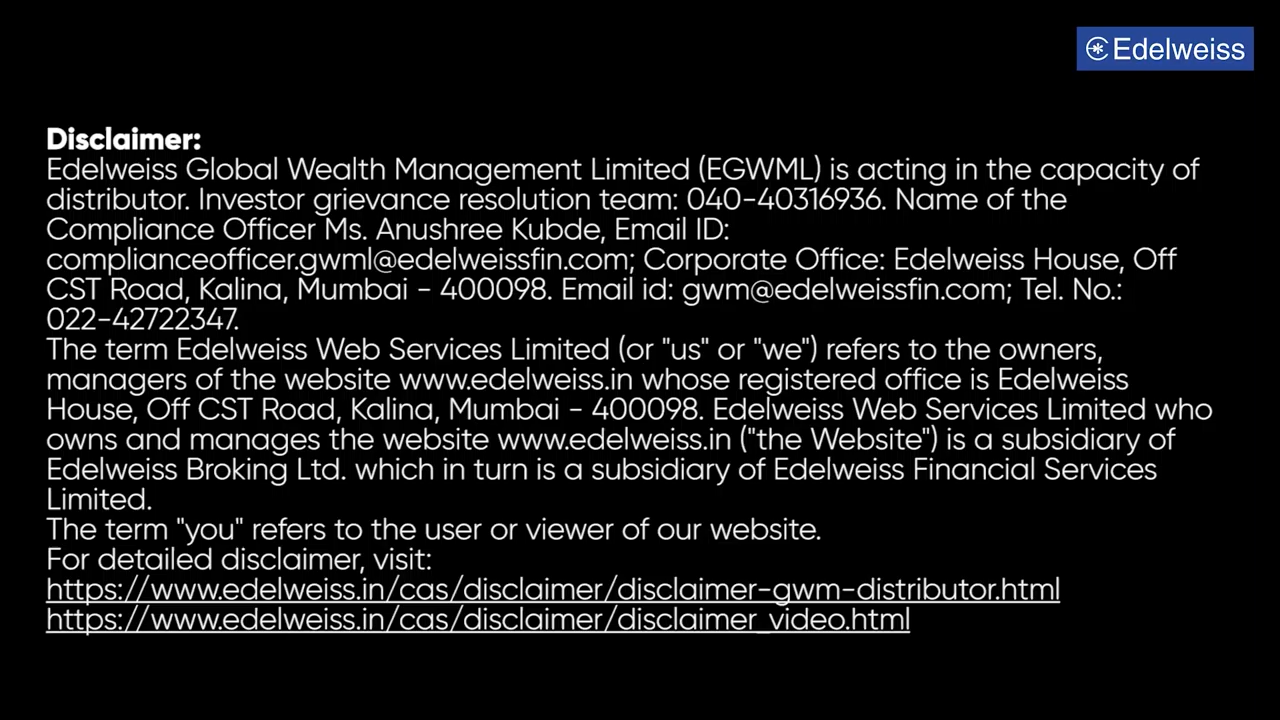 Edelweiss
Disclaimer:
Edelweiss Global Wealth Management Limited (EGWML) is acting in the capacity of
distributor. Investor grievance resolution team: 040-40316936. Name of the
Compliance Officer Ms. Anushree Kubde, Email ID:
complianceofficer.gwml@edelweissfin.com; Corporate Office: Edelweiss House, Off
CST Road, Kalina, Mumbai - 400098. Email id: gwm@edelweissfin.com; Tel. No.:
022-42722347.
The term Edelweiss Web Services Limited (or "us" or "we") refers to the owners,
managers of the website www.edelweiss.in whose registered office is Edelweiss
House, Off CST Road, Kalina, Mumbai - 400098. Edelweiss Web Services Limited who
owns and manages the website www.edelweiss.in ("the Website") is a subsidiary of
Edelweiss Broking Ltd. which in turn is a subsidiary of Edelweiss Financial Services
Limited.
The term "you" refers to the user or viewer of our website.
For detailed disclaimer, visit:
https://www.edelweiss.in/cas/disclaimer/disclaimer-gwm-distributor.html
https://www.edelweiss.in/cas/disclaimer/disclaimer_video.html